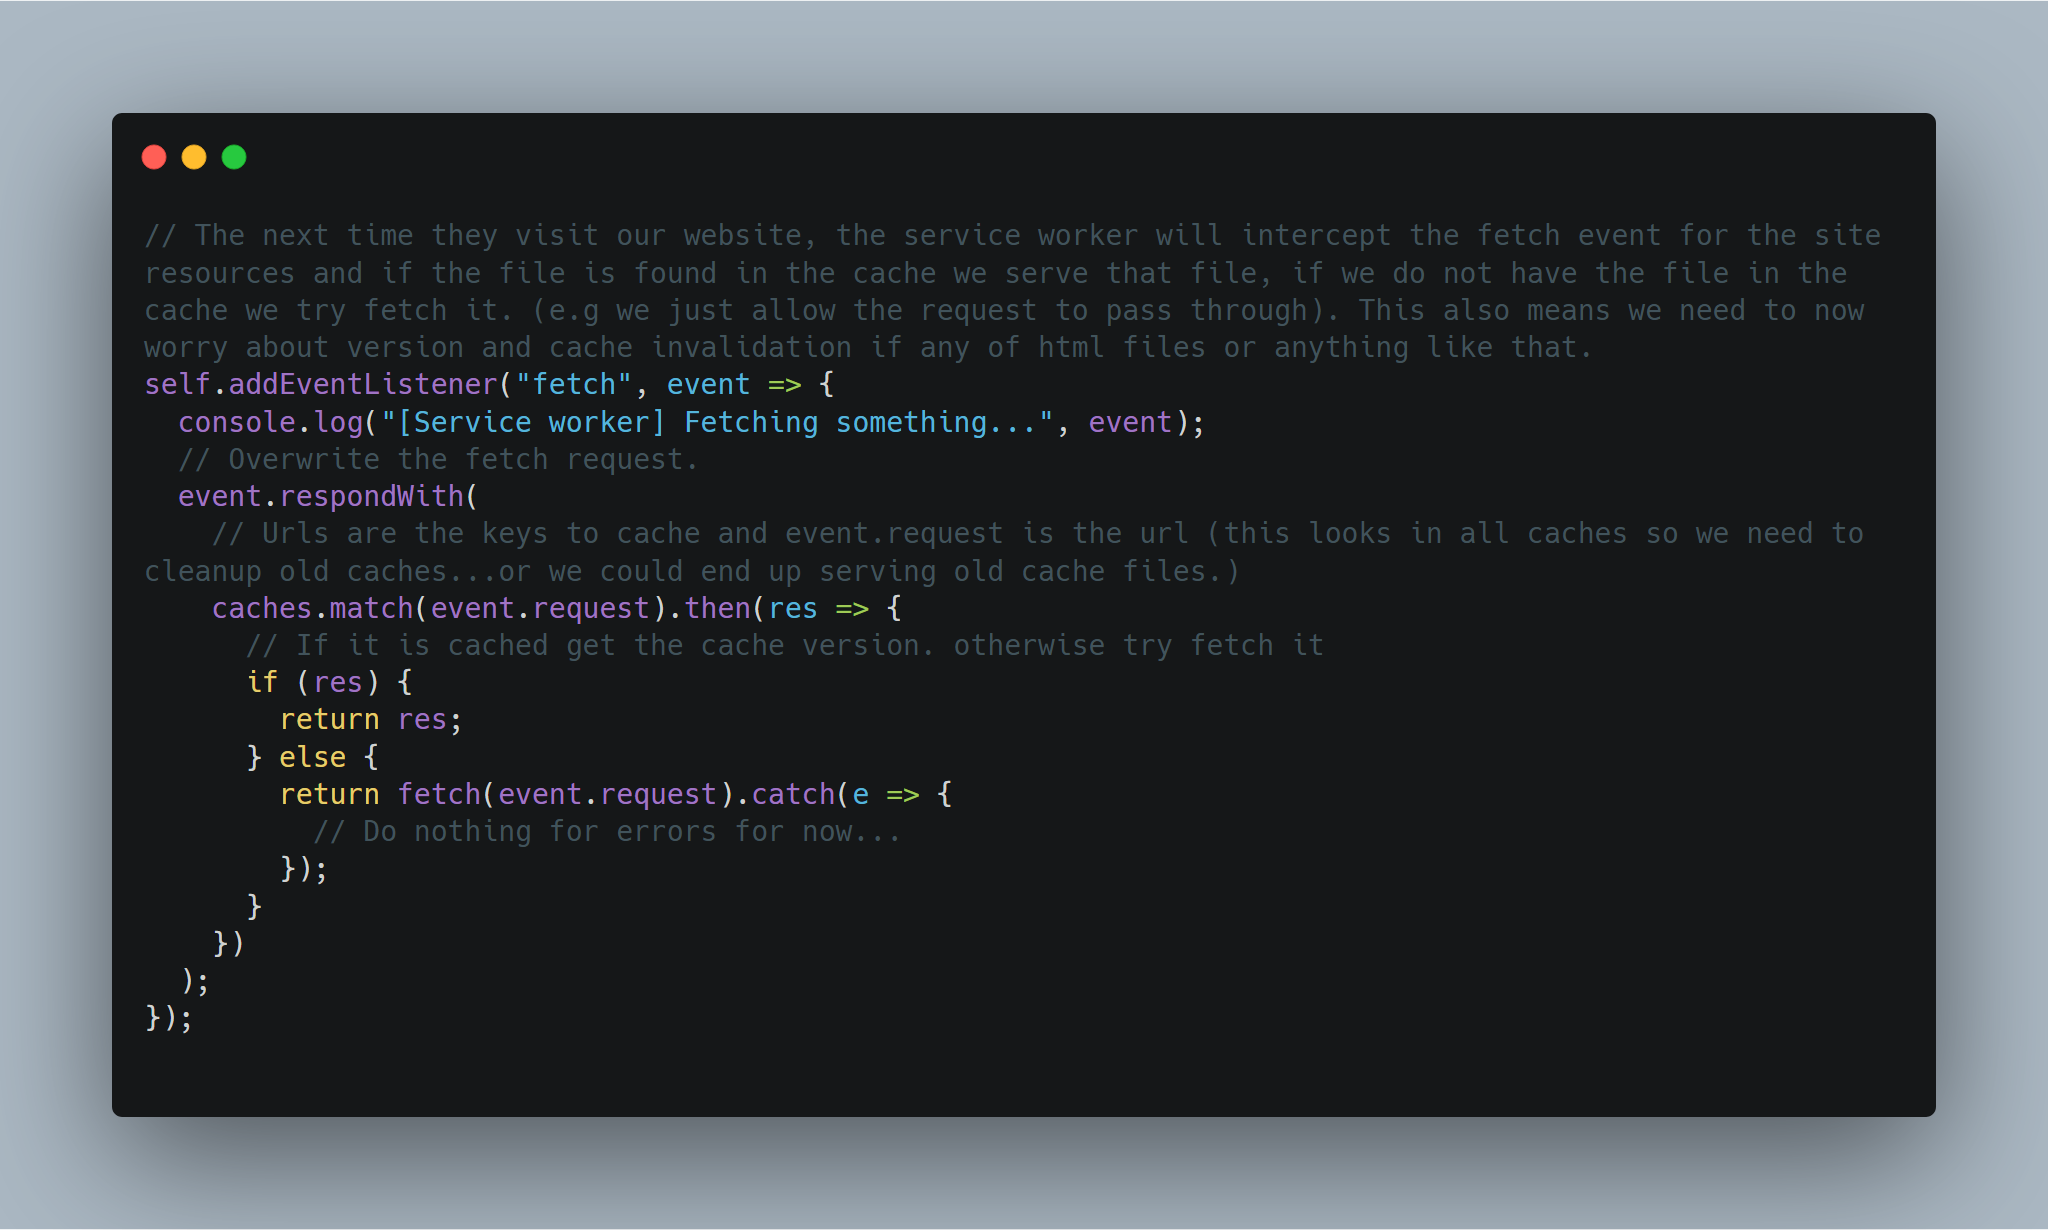 // The next time they visit our website, the service worker will intercept the fetch event for the site
resources and if the file is found in the cache we serve that file, if we do not have the file in the
cache we try fetch it. (e.g we just allow the request to pass through). This also means we need to now
worry about version and cache invalidation if any of html files or anything like that.
self.addEventListener("fetch", event => {
  console.log("[Service worker] Fetching something...", event);
  // Overwrite the fetch request.
  event.respondWith(
    // Urls are the keys to cache and event.request is the url (this looks in all caches so we need to
cleanup old caches...or we could end up serving old cache files.)
    caches.match(event.request).then(res => {
      // If it is cached get the cache version. otherwise try fetch it
      if (res) {
        return res;
      } else {
        return fetch(event.request).catch(e => {
          // Do nothing for errors for now...
        });
      }
    })
  );
});